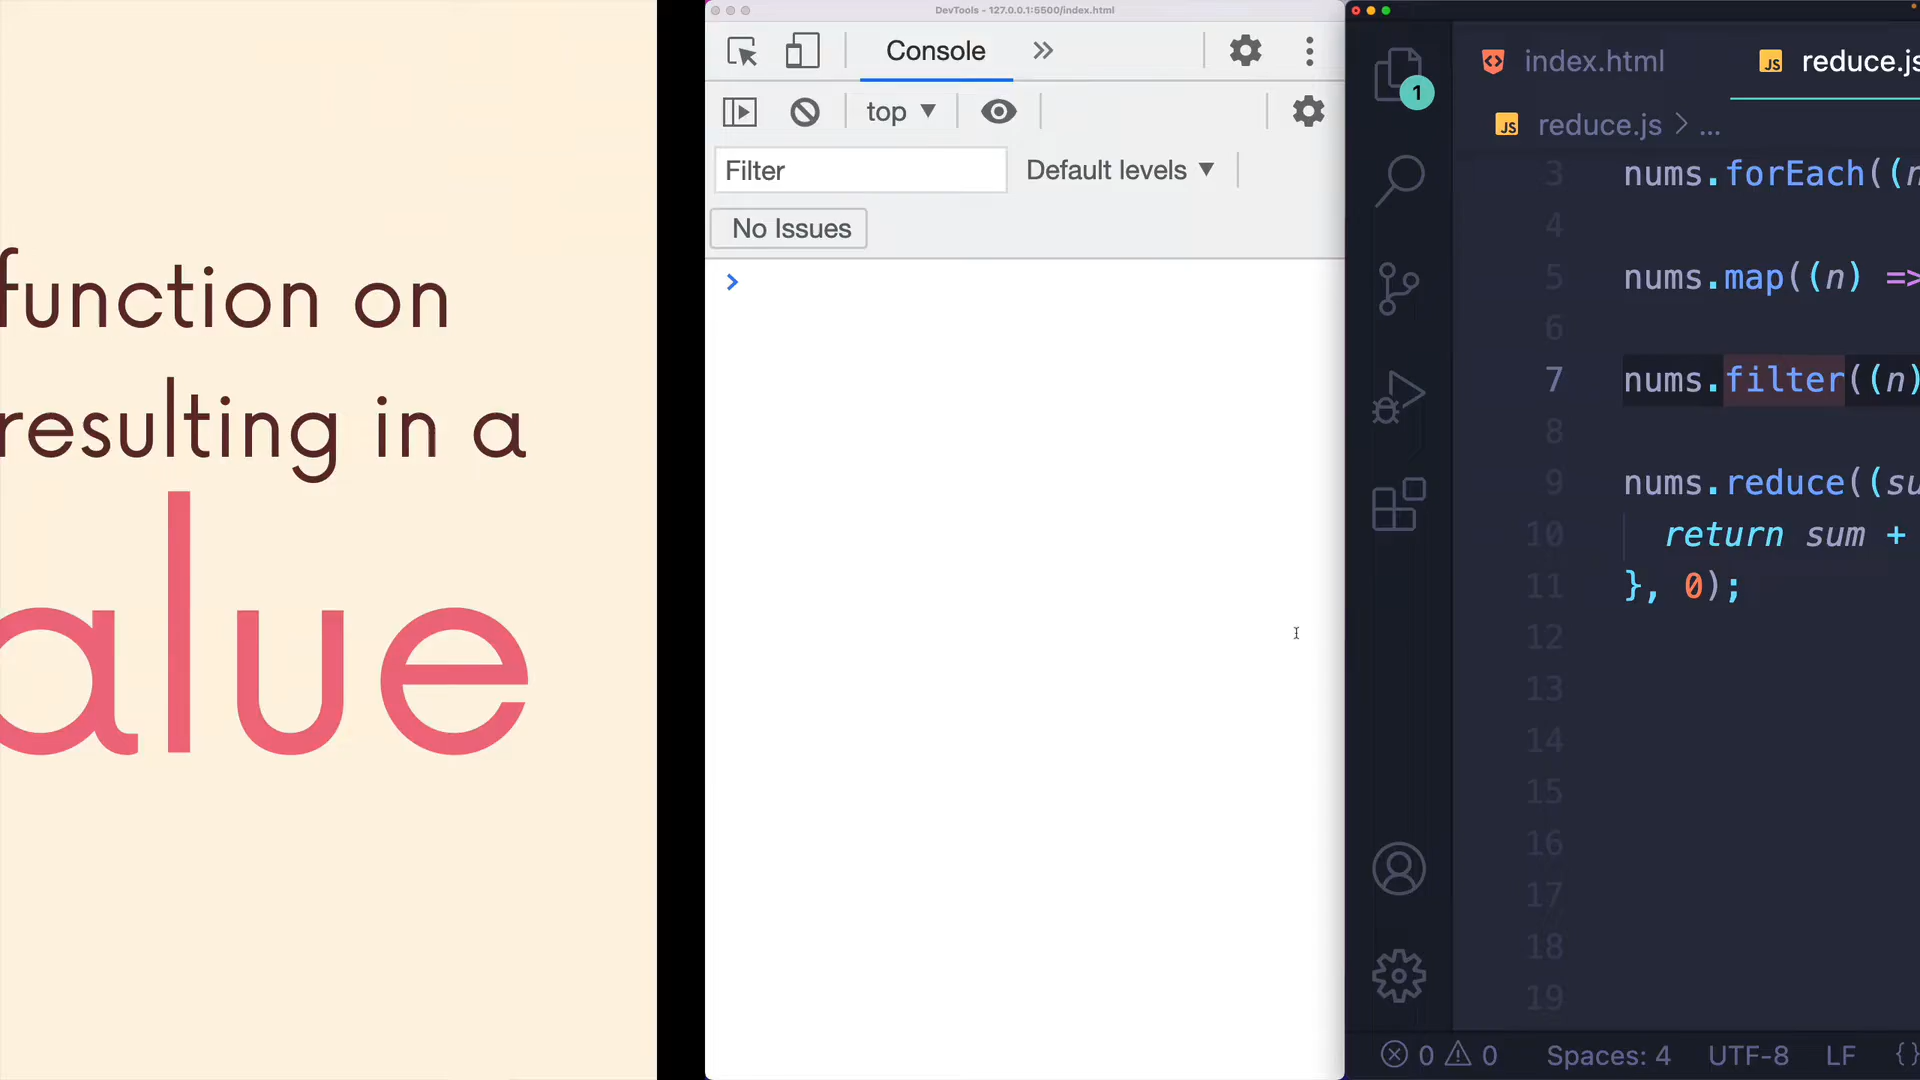 function on
resulting in a
alue
DevTools - 127.0.0.1:5500/index.html
Console
top
Filter
Default levels
No Issues
index.html
reduce.js
reduce.js > ...
3 nums.forEach((n
4
5 nums.map((n) =>
6
7 nums.filter((n)
8
9 nums.reduce((su
10 return sum +
11 }, 0);
12
13
14
15
16
17
18
19
1
0 0 Spaces: 4 UTF-8 LF {}